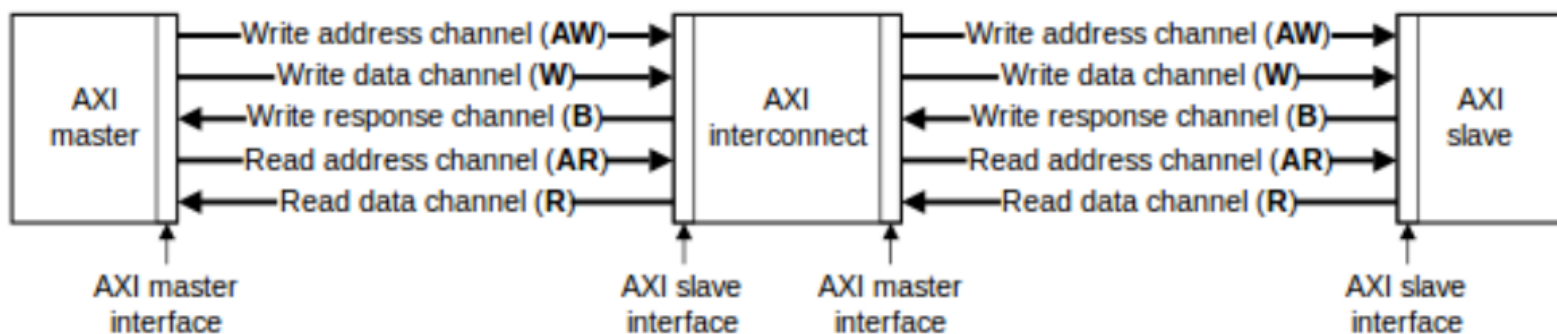 Write address channel (AW)
Write address channel (AW)
Write data channel (W)
Write data channel (W)
AXI
master
Write response channel (B)
AXI
interconnect
Write response channel (B)
AXI
slave
Read address channel (AR)
Read address channel (AR)
Read data channel (R)
Read data channel (R)
AXI master
interface
AXI slave
interface
AXI master
interface
AXI slave
interface